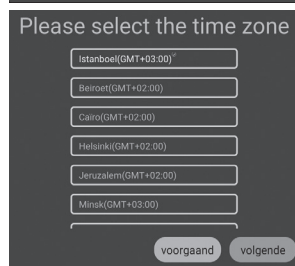 Please select the time zone
Istanboel(GMT+03:00)
Beiroet(GMT+02:00)
Caïro(GMT+02:00)
Helsinki(GMT+02:00)
Jeruzalem(GMT+02:00)
Minsk(GMT+03:00)
voorgaand volgende